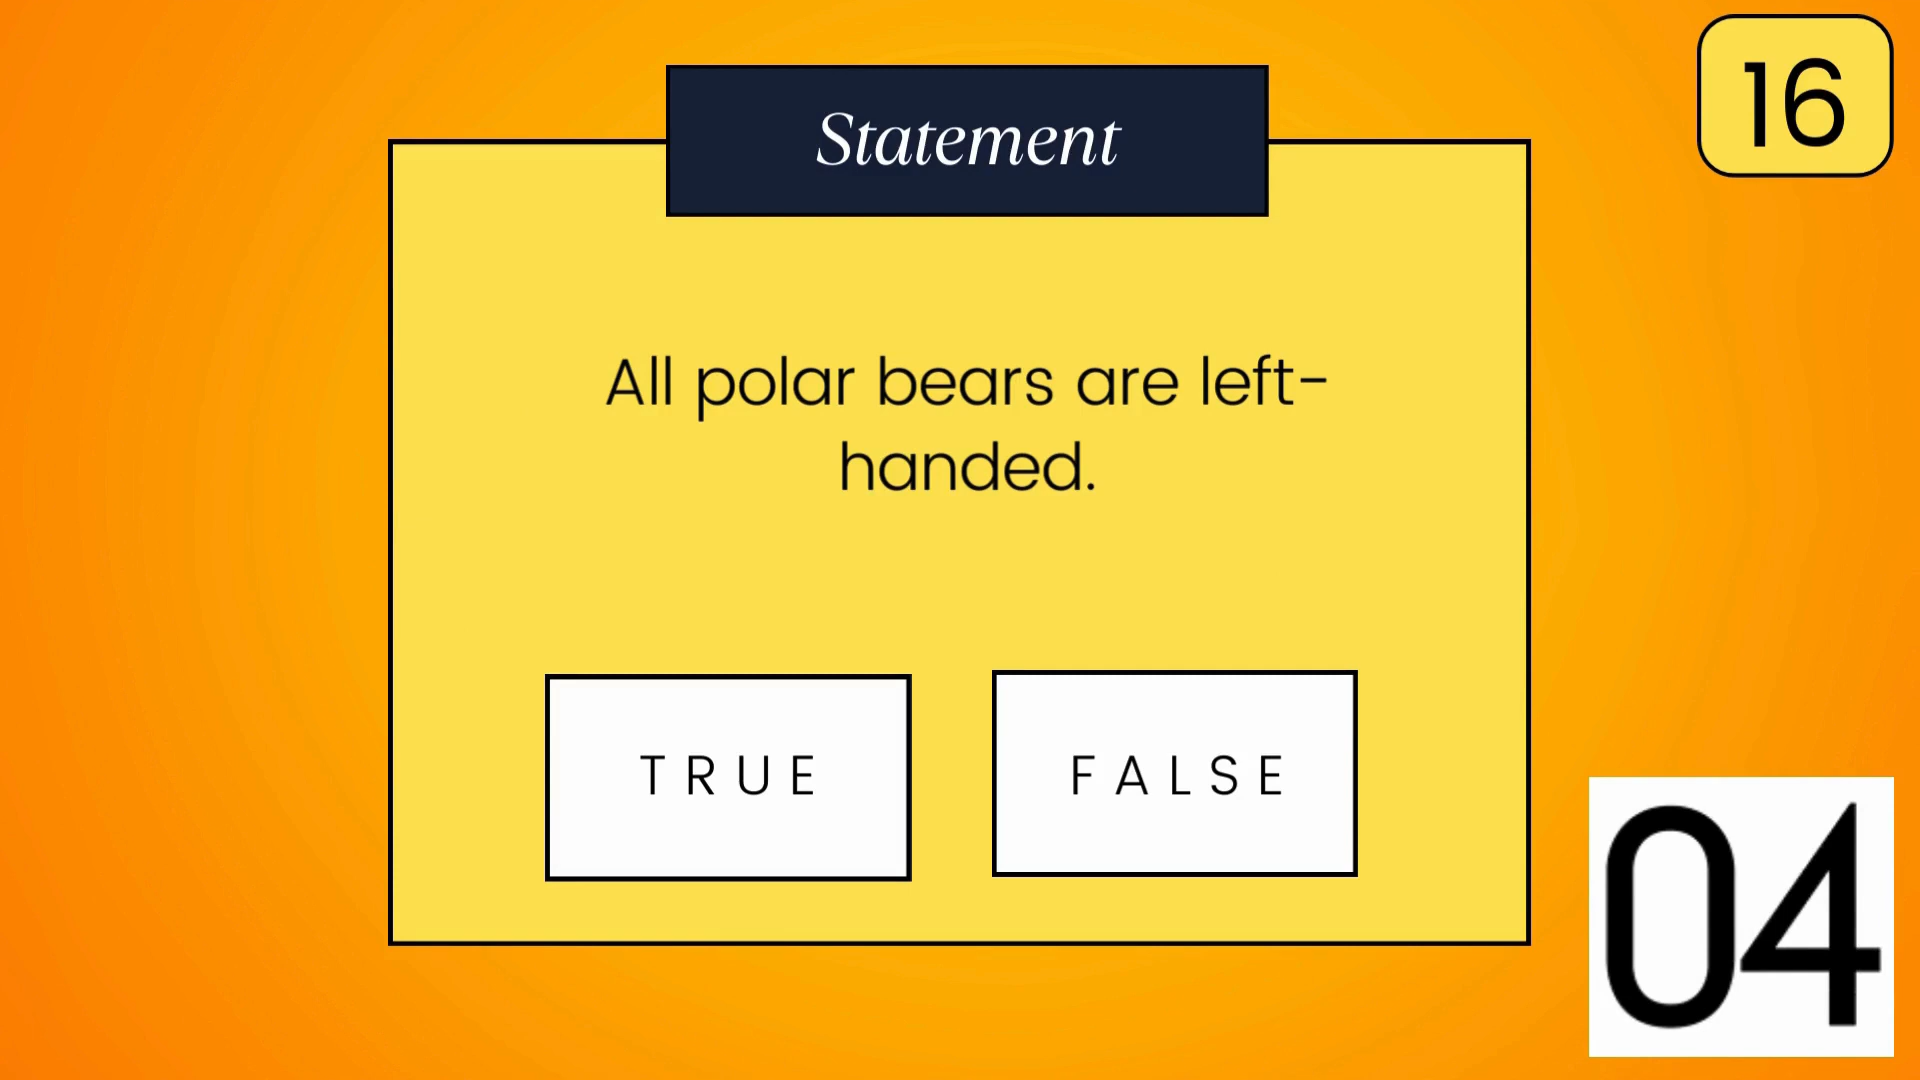 16
Statement
All polar bears are left-
handed.
TRUE
FALSE
04